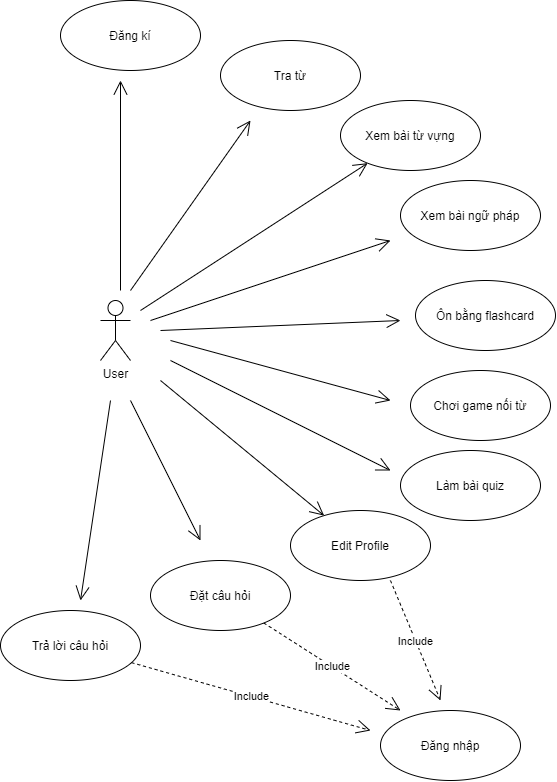 Đăng kí
Tra từ
Xem bài từ vựng
Xem bài ngữ pháp
Ôn bằng flashcard
User
Chơi game nối từ
Làm bài quiz
Edit Profile
Đặt câu hỏi
Trả lời câu hỏi
Include
Include
Include
Đăng nhập